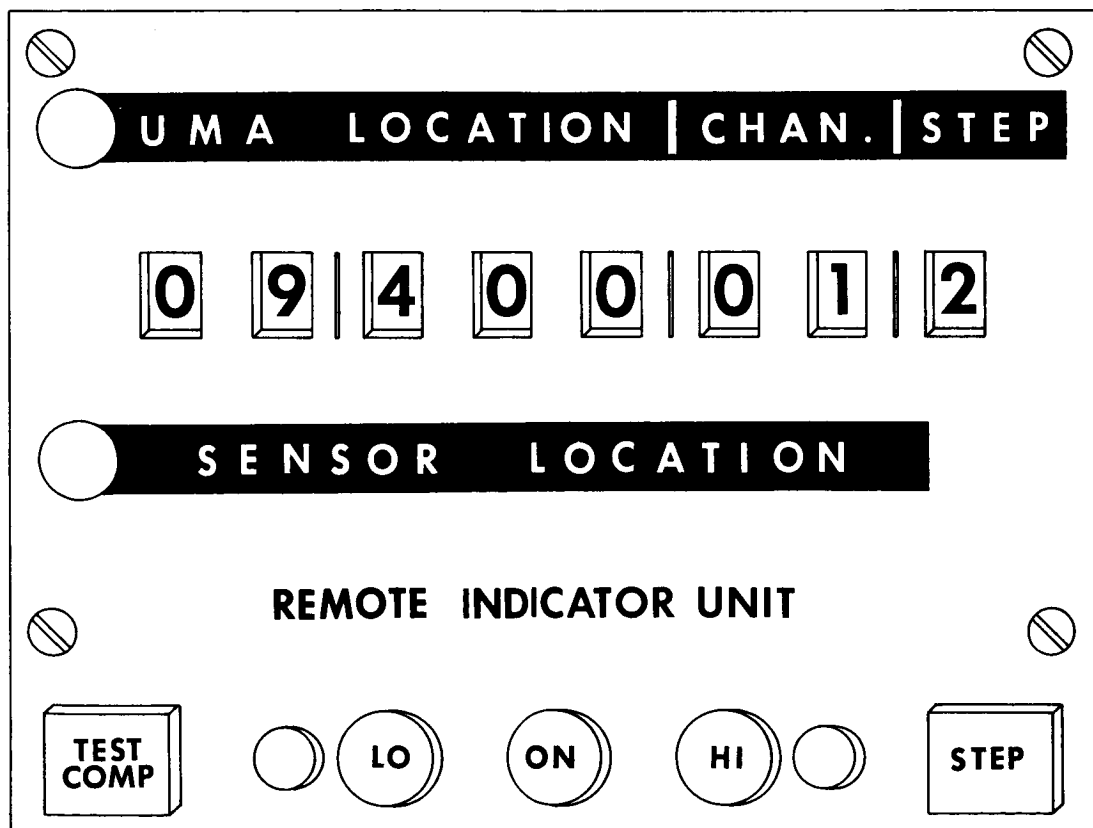 UMA LOCATION | CHAN. | STEP
0 9 | 4 0 0 | 0 1 | 2
SENSOR LOCATION
REMOTE INDICATOR UNIT
TEST COMP LO ON HI STEP